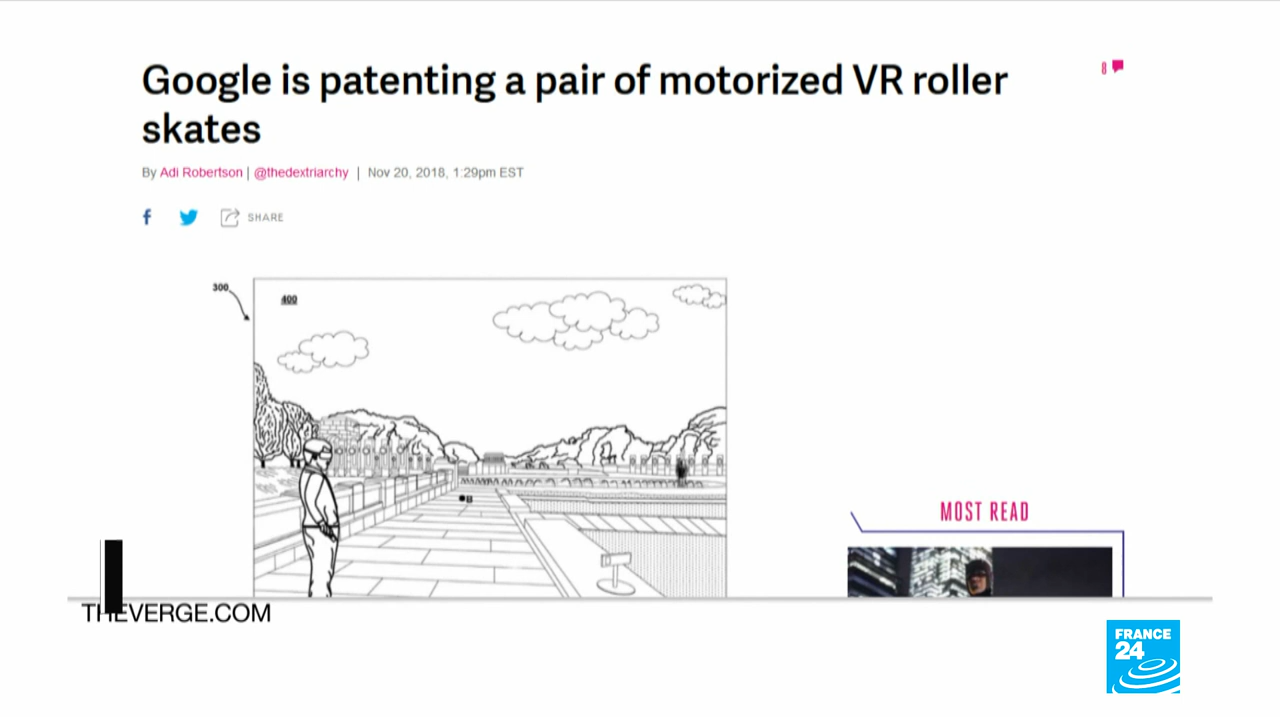 Google is patenting a pair of motorized VR roller
skates
8
By Adi Robertson | @thedextriarchy | Nov 20, 2018, 1:29pm EST
SHARE
300
400
B
MOST READ
THEVERGE.COM
FRANCE
24